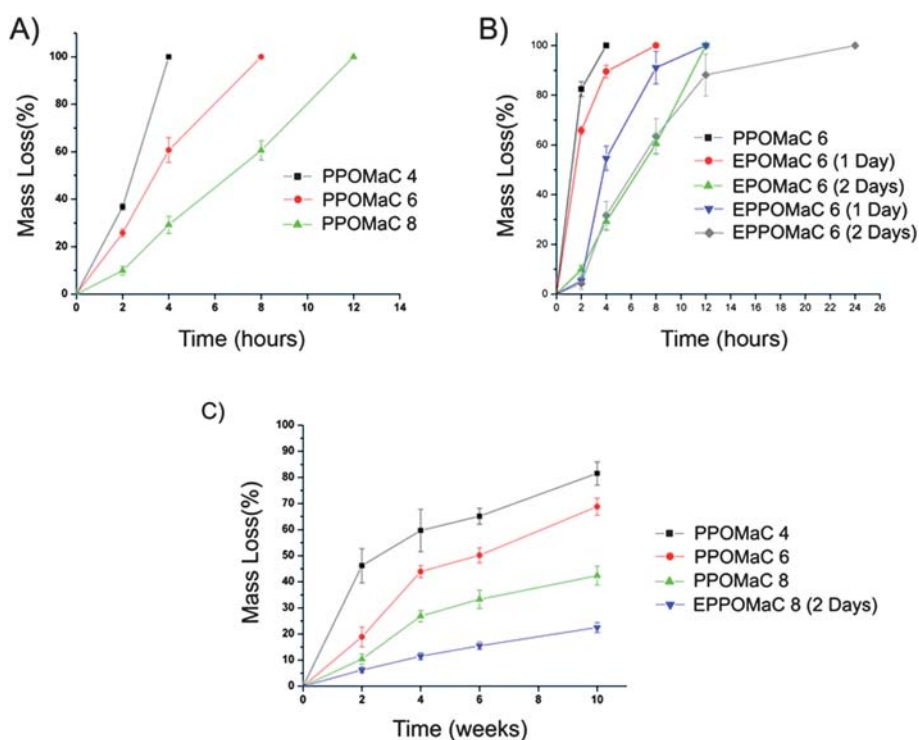 A)
Mass Loss(%)
100
80
60
40
20
0
0 2 4 6 8 10 12 14
Time (hours)
PPOMaC 4
PPOMaC 6
PPOMaC 8
B)
Mass Loss(%)
100
80
60
40
20
0
0 2 4 6 8 10 12 14 16 18 20 22 24 26
Time (hours)
PPOMaC 6
EPOMaC 6 (1 Day)
EPOMaC 6 (2 Days)
EPPOMaC 6 (1 Day)
EPPOMaC 6 (2 Days)
C)
Mass Loss(%)
100
90
80
70
60
50
40
30
20
10
0
0 2 4 6 8 10
Time (weeks)
PPOMaC 4
PPOMaC 6
PPOMaC 8
EPPOMaC 8 (2 Days)